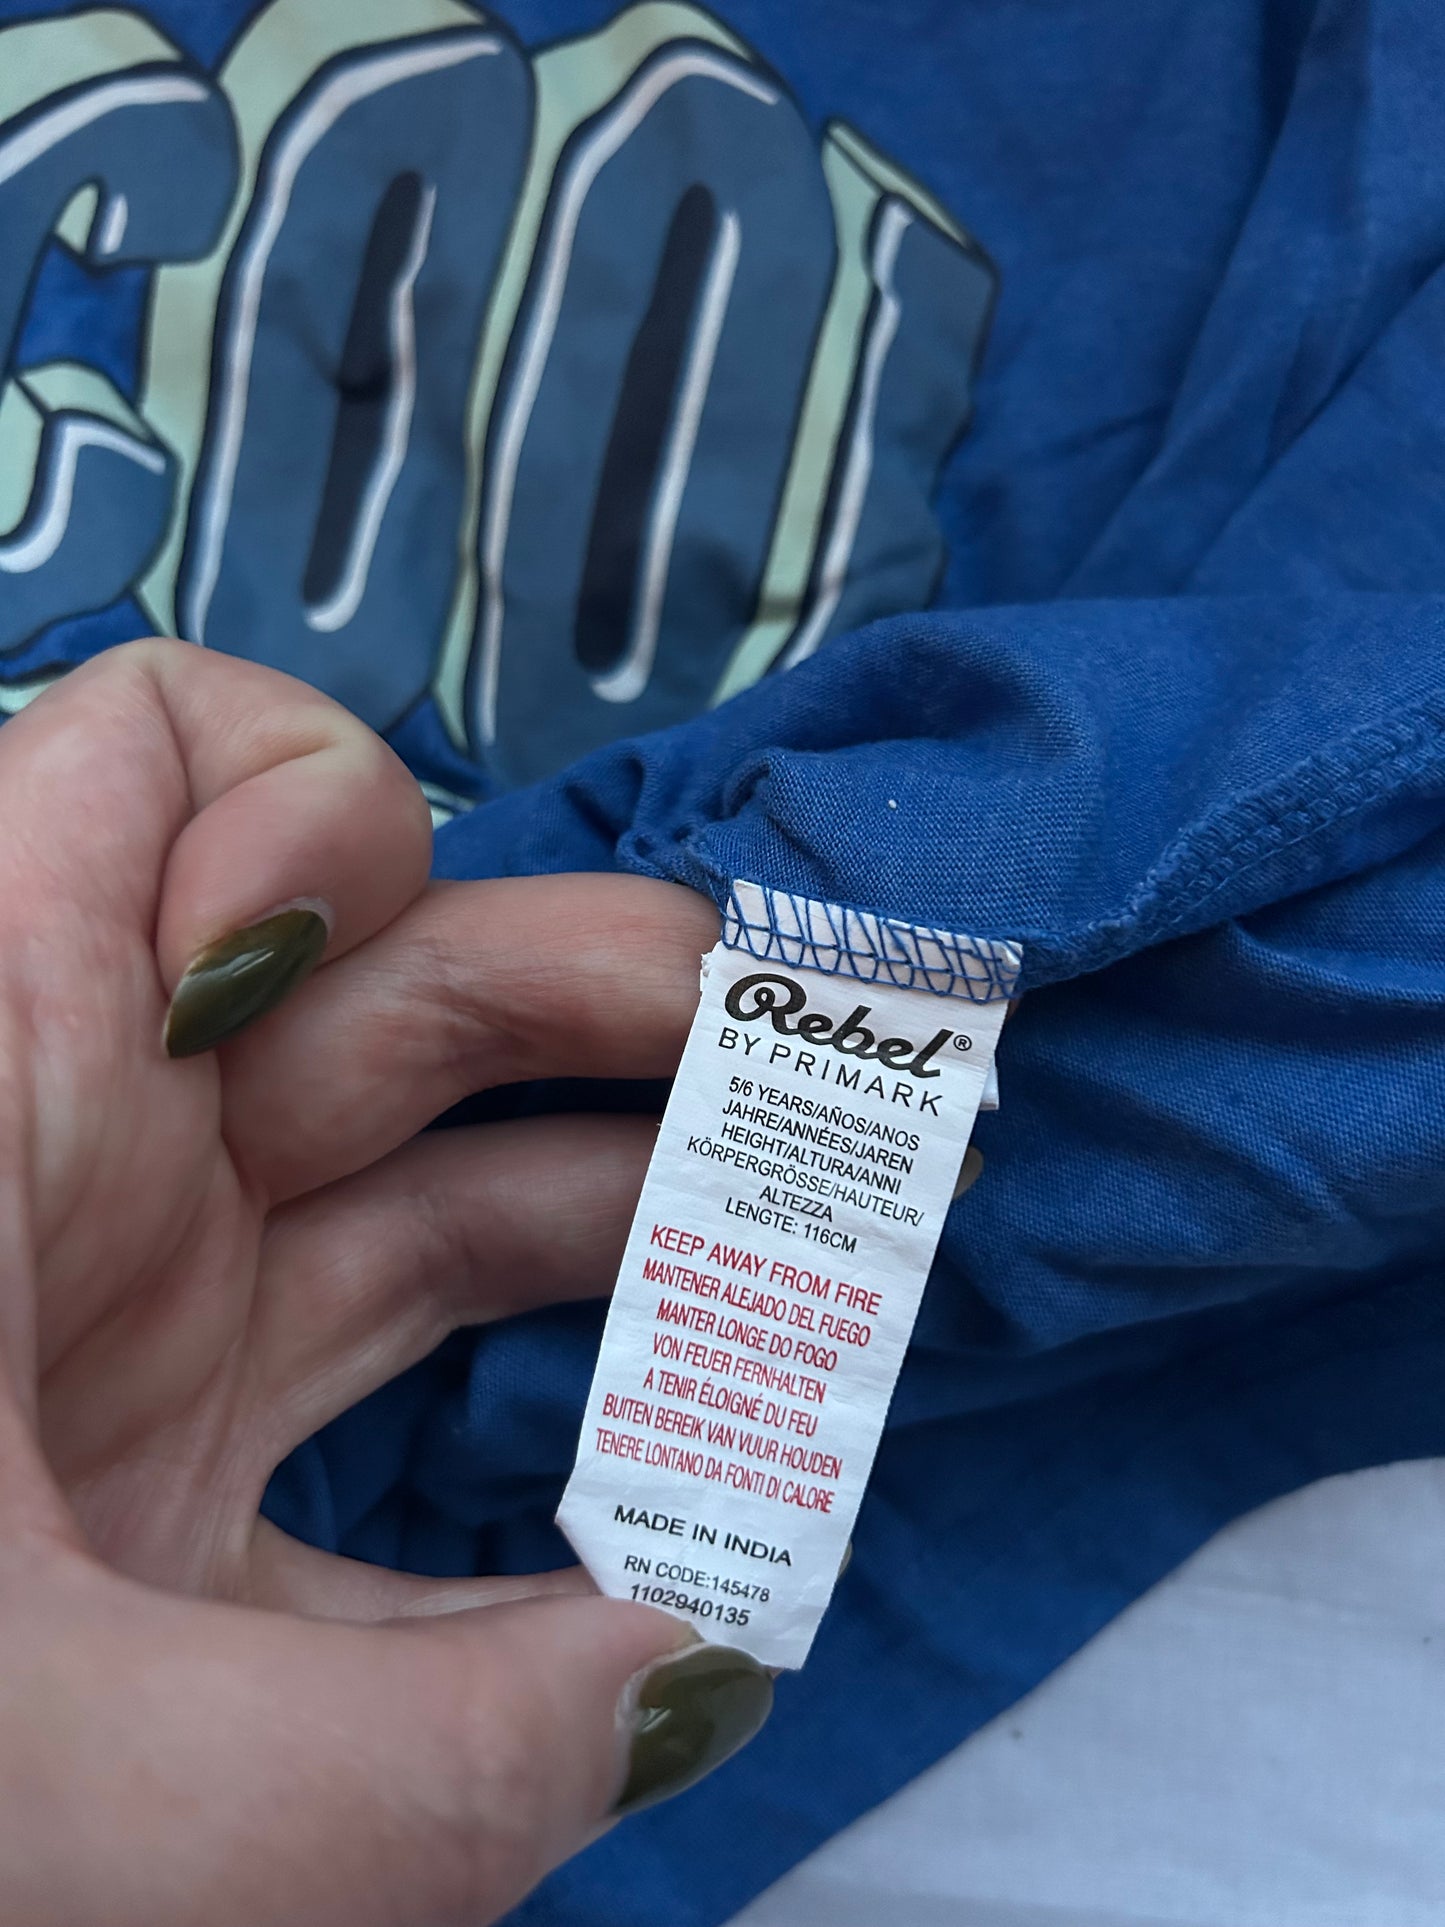 COOL
Rebel®
BY PRIMARK
5/6 YEARS/AÑOS/ANOS
JAHRE/ANNÉES/JAREN
HEIGHT/ALTURA/ANNI
KÖRPERGRÖSSE/HAUTEUR/
ALTEZZA
LENGTE: 116CM
KEEP AWAY FROM FIRE
MANTENER ALEJADO DEL FUEGO
MANTER LONGE DO FOGO
VON FEUER FERNHALTEN
A TENIR ÉLOIGNÉ DU FEU
BUITEN BEREIK VAN VUUR HOUDEN
TENERE LONTANO DA FONTI DI CALORE
MADE IN INDIA
RN CODE:145478
1102940135